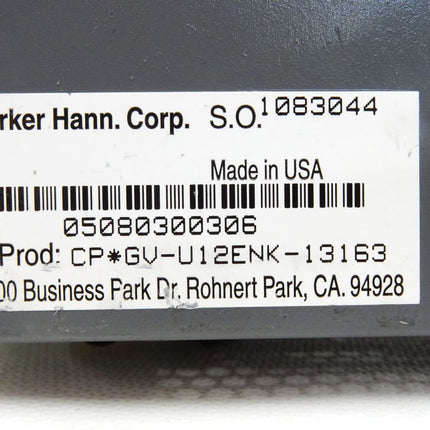 rker Hann. Corp. S.O. 1083044
Made in USA
05080300306
Prod: CP*GV-U12ENK-13163
00 Business Park Dr. Rohnert Park, CA. 94928